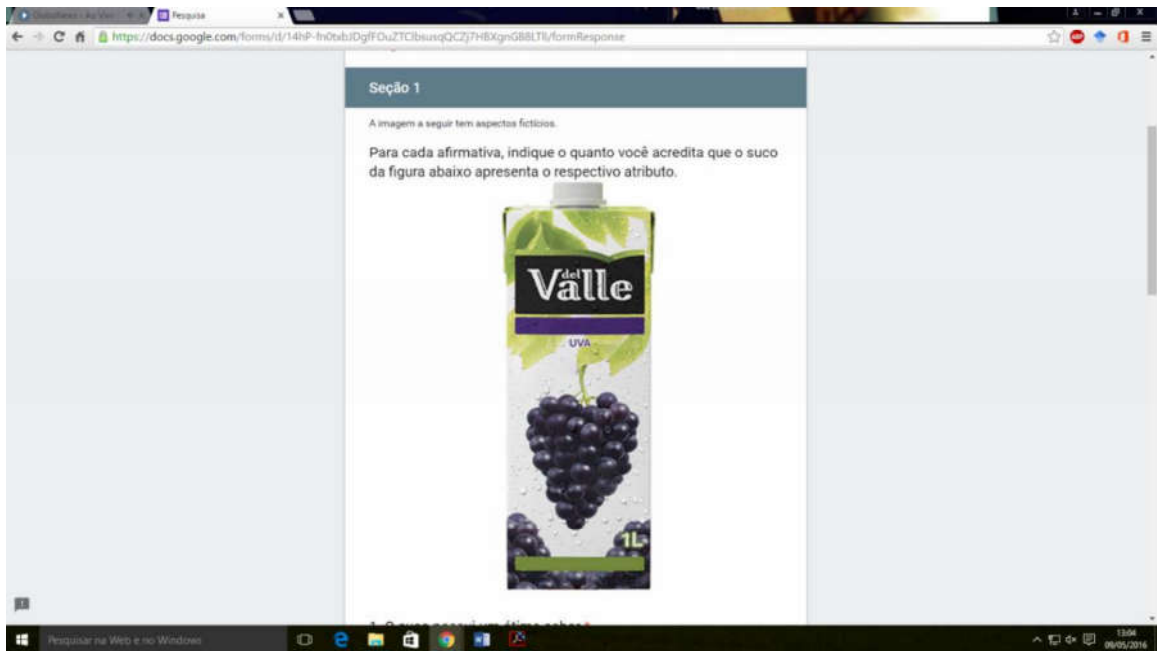 Pesquisa
https://docs.google.com/forms/d/
/formResponse
Seção 1
A imagem a seguir tem aspectos fictícios.
Para cada afirmativa, indique o quanto você acredita que o suco
da figura abaixo apresenta o respectivo atributo.
del
Valle
UVA
1L
Pesquisar na Web e no Windows
13:04
09/05/2016